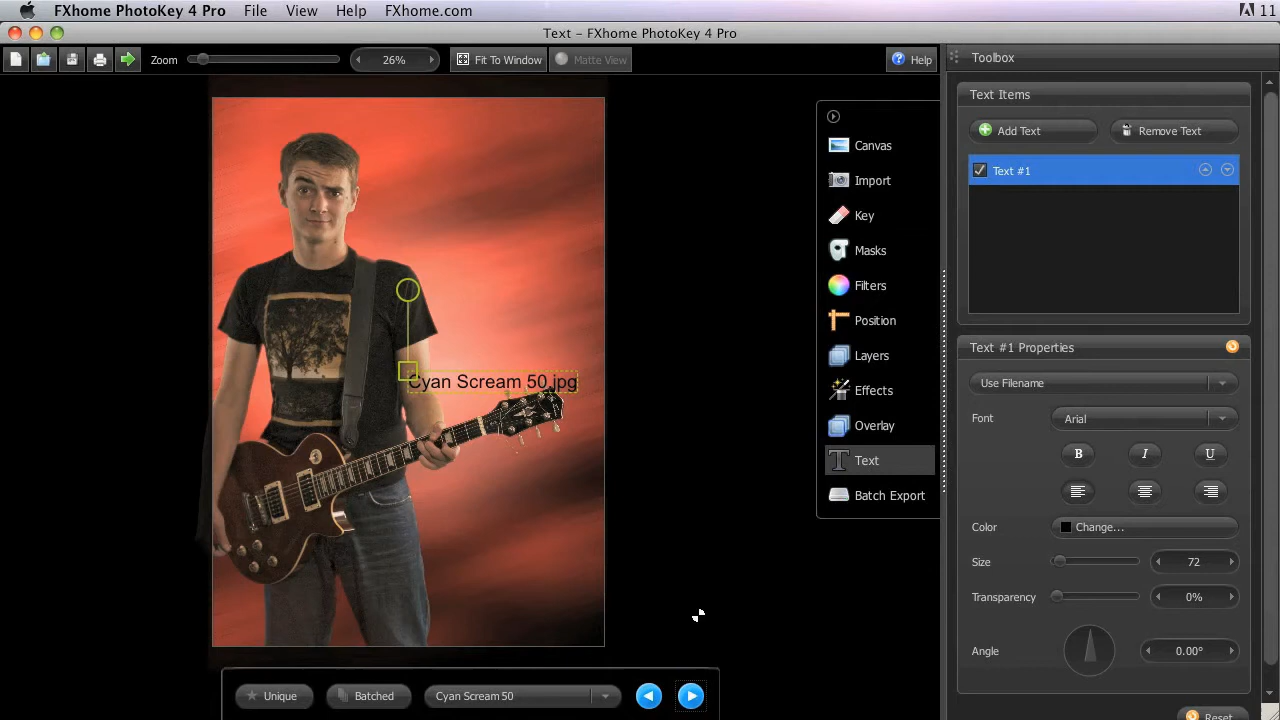 FXhome PhotoKey 4 Pro File View Help FXhome.com 11
Text – FXhome PhotoKey 4 Pro
Zoom 26% Fit To Window Matte View Help
Toolbox
Text Items
Add Text Remove Text
Text #1
Canvas
Import
Key
Masks
Filters
Position
Layers
Effects
Overlay
Text
Batch Export
Cyan Scream 50.jpg
Text #1 Properties
Use Filename
Font Arial
B I U
Color Change...
Size 72
Transparency 0%
Angle 0.00°
Reset
Unique Batched Cyan Scream 50